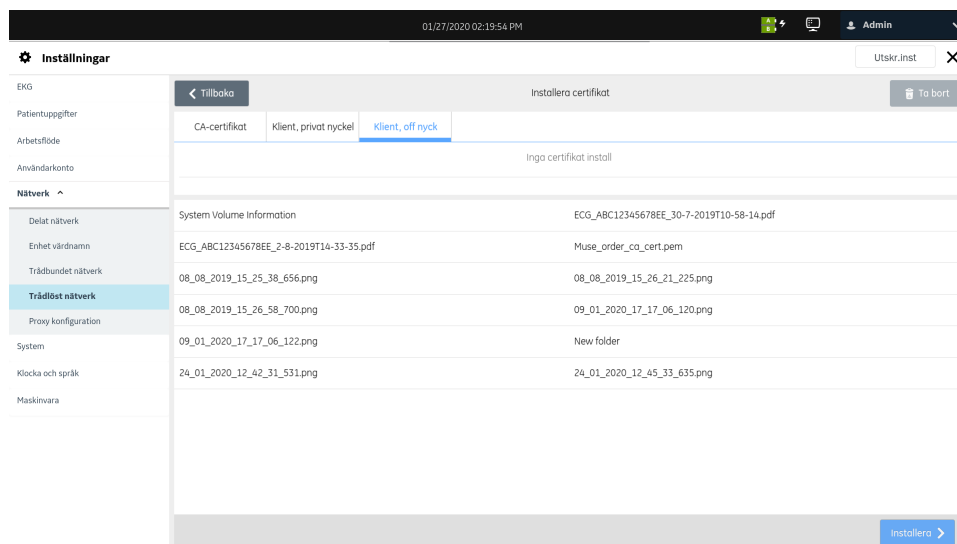 01/27/2020 02:19:54 PM
A
B
Admin
Inställningar
Utskr.inst
EKG
Patientuppgifter
Arbetsflöde
Användarkonto
Nätverk
Delat nätverk
Enhet värdnamn
Trådbundet nätverk
Trådlöst nätverk
Proxy konfiguration
System
Klocka och språk
Maskinvara
Tillbaka
Installera certifikat
Ta bort
CA-certifikat
Klient, privat nyckel
Klient, off nyck
Inga certifikat install
System Volume Information
ECG_ABC12345678EE_30-7-2019T10-58-14.pdf
ECG_ABC12345678EE_2-8-2019T14-33-35.pdf
Muse_order_ca_cert.pem
08_08_2019_15_25_38_656.png
08_08_2019_15_26_21_225.png
08_08_2019_15_26_58_700.png
09_01_2020_17_17_06_120.png
09_01_2020_17_17_06_122.png
New folder
24_01_2020_12_42_31_531.png
24_01_2020_12_45_33_635.png
Installera